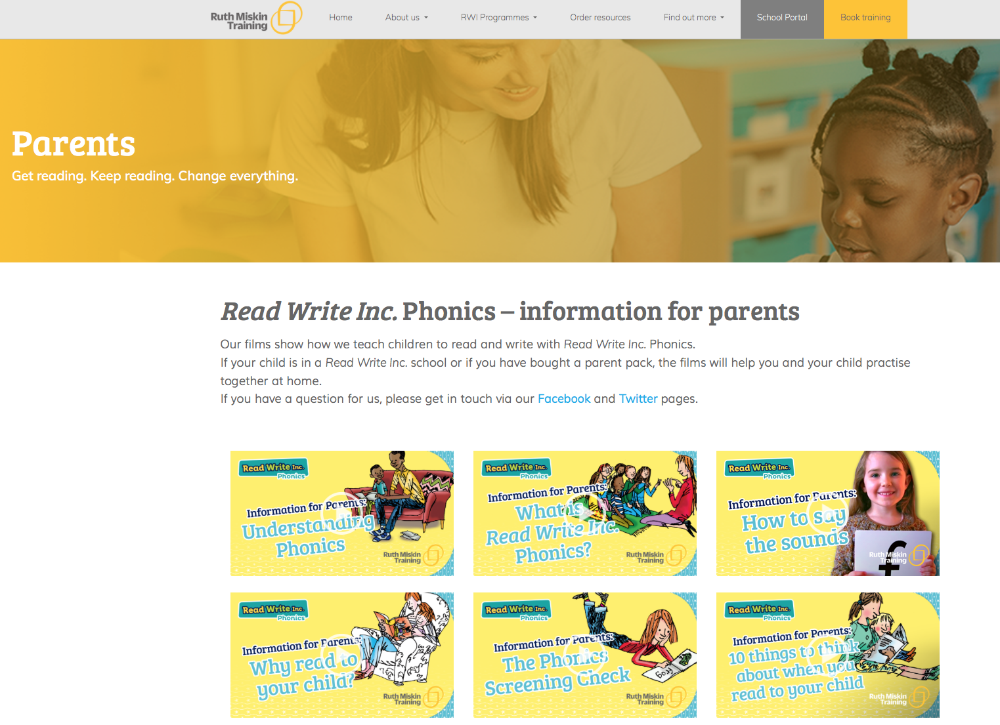 Ruth Miskin
Training
Home
About us
RWI Programmes
Order resources
Find out more
School Portal
Book training
Parents
Get reading. Keep reading. Change everything.
Read Write Inc. Phonics – information for parents
Our films show how we teach children to read and write with Read Write Inc. Phonics.
If your child is in a Read Write Inc. school or if you have bought a parent pack, the films will help you and your child practise
together at home.
If you have a question for us, please get in touch via our Facebook and Twitter pages.
Read Write Inc.
Phonics
Information for Parents:
Understanding
Phonics
Ruth Miskin
Training
Read Write Inc.
Phonics
Information for Parents:
What is
Read Write Inc.
Phonics?
Ruth Miskin
Training
Read Write Inc.
Phonics
Information for Parents:
How to say
the sounds
f
Ruth Miskin
Training
Read Write Inc.
Phonics
Information for Parents:
Why read to
your child?
Ruth Miskin
Training
Read Write Inc.
Phonics
Information for Parents:
The Phonics
Screening Check
frog
Ruth Miskin
Training
Read Write Inc.
Phonics
Information for Parents:
10 things to think
about when you
read to your child
Ruth Miskin
Training